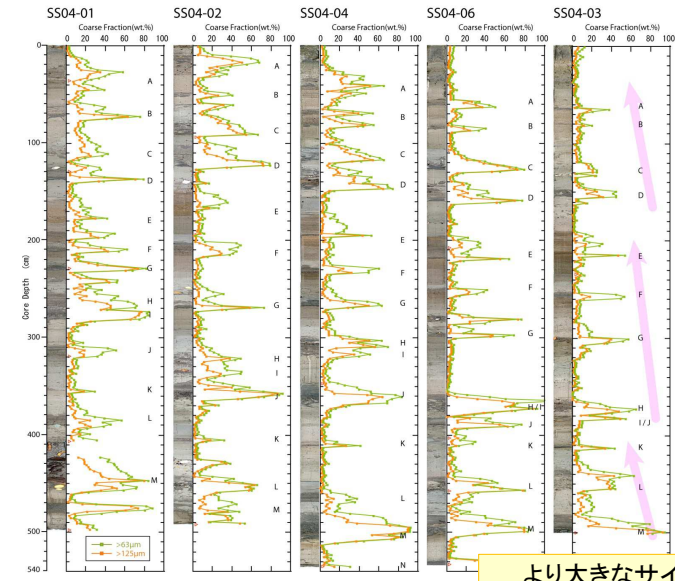 SS04-01 SS04-02 SS04-04 SS04-06 SS04-03
Coarse Fraction(wt.%) Coarse Fraction(wt.%) Coarse Fraction(wt.%) Coarse Fraction(wt.%) Coarse Fraction(wt.%)
0 20 40 60 80 100 0 20 40 60 80 100 0 20 40 60 80 100 0 20 40 60 80 100 0 20 40 60 80 100
0
100
200
300
400
500
540
Core Depth (cm)
A
B
C
D
E
F
G
H
J
K
L
M
>63μm
>125μm
A
B
C
D
E
F
G
H
I
J
K
L
M
A
B
C
D
E
F
G
H
I
J
K
L
M
N
A
B
C
D
E
F
G
H / I
J
K
L
M
A
B
C
D
E
F
G
H
I / J
K
L
M
より大きなサイ